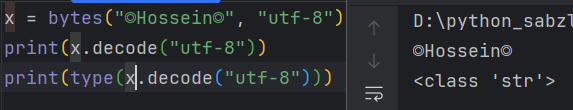 x = bytes("©Hossein©", "utf-8")
print(x.decode("utf-8"))
print(type(x.decode("utf-8")))
D:\python_sabzl
©Hossein©
<class 'str'>